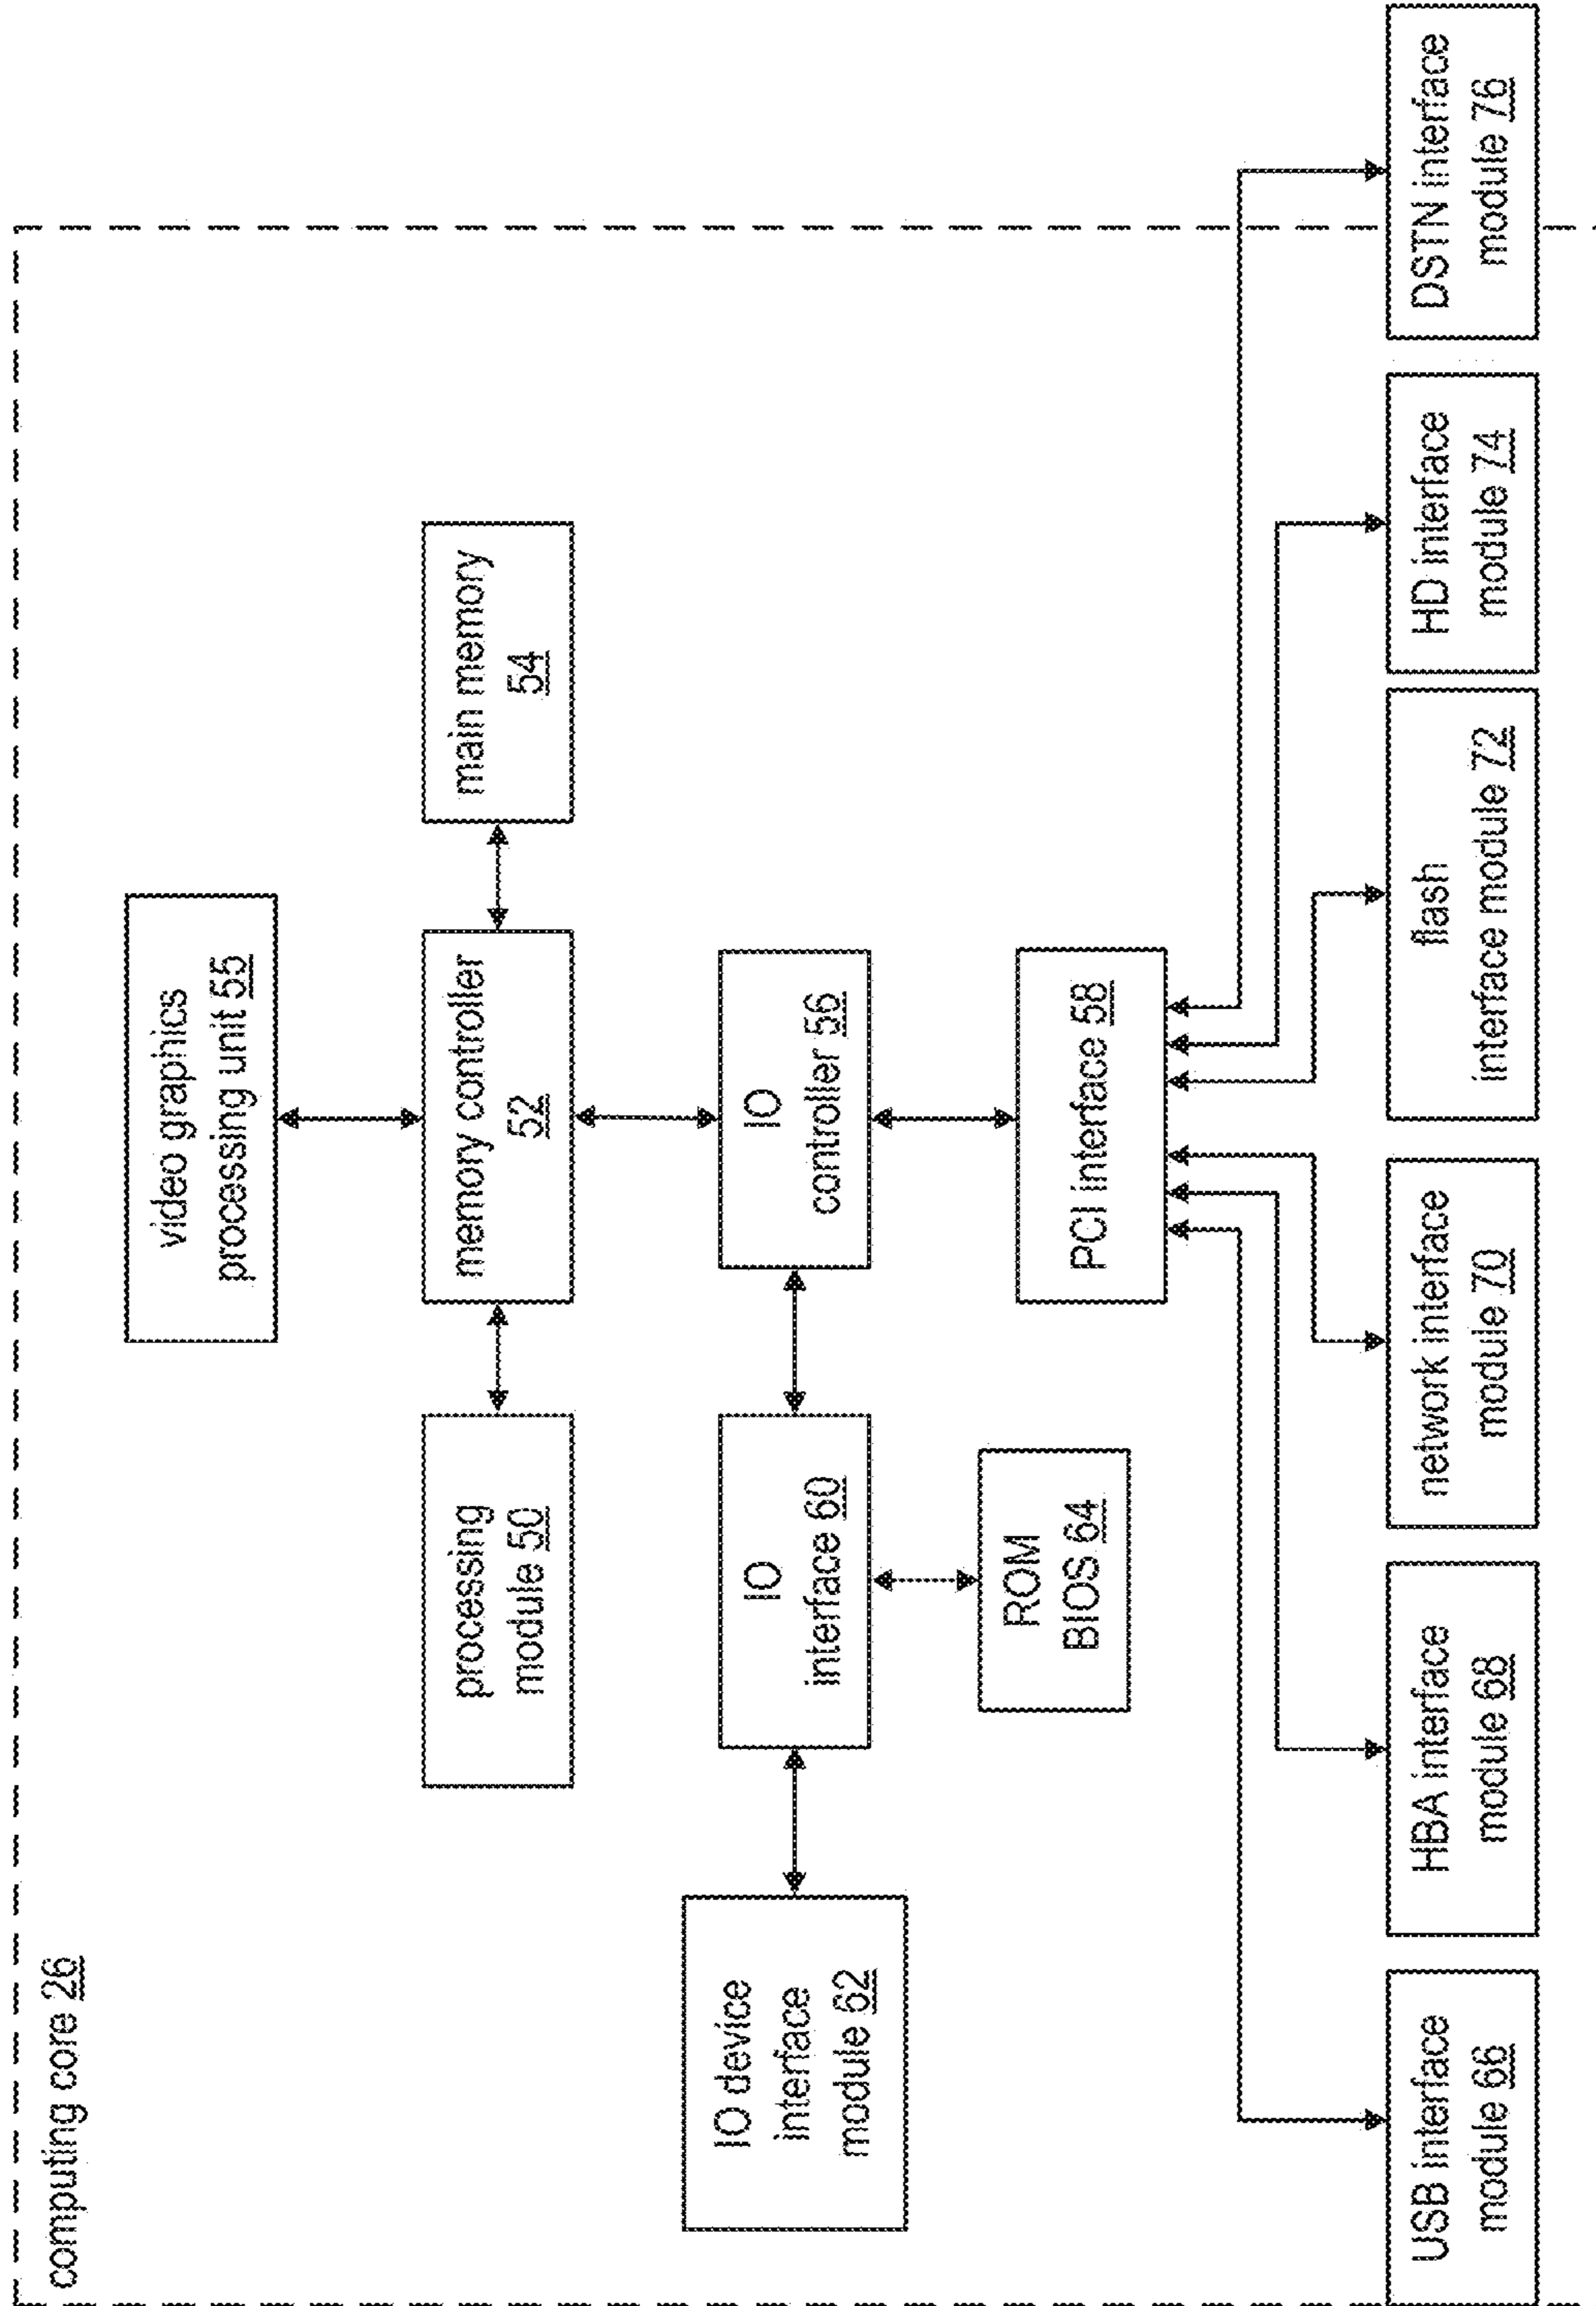 computing core 26
video graphics
processing unit 55
processing
module 50
memory controller
52
main memory
54
IO device
interface
module 62
IO
interface 60
IO
controller 56
ROM
BIOS 64
PCI interface 58
USB interface
module 66
HBA interface
module 68
network interface
module 70
flash
interface module 72
HD interface
module 74
DSTN interface
module 76